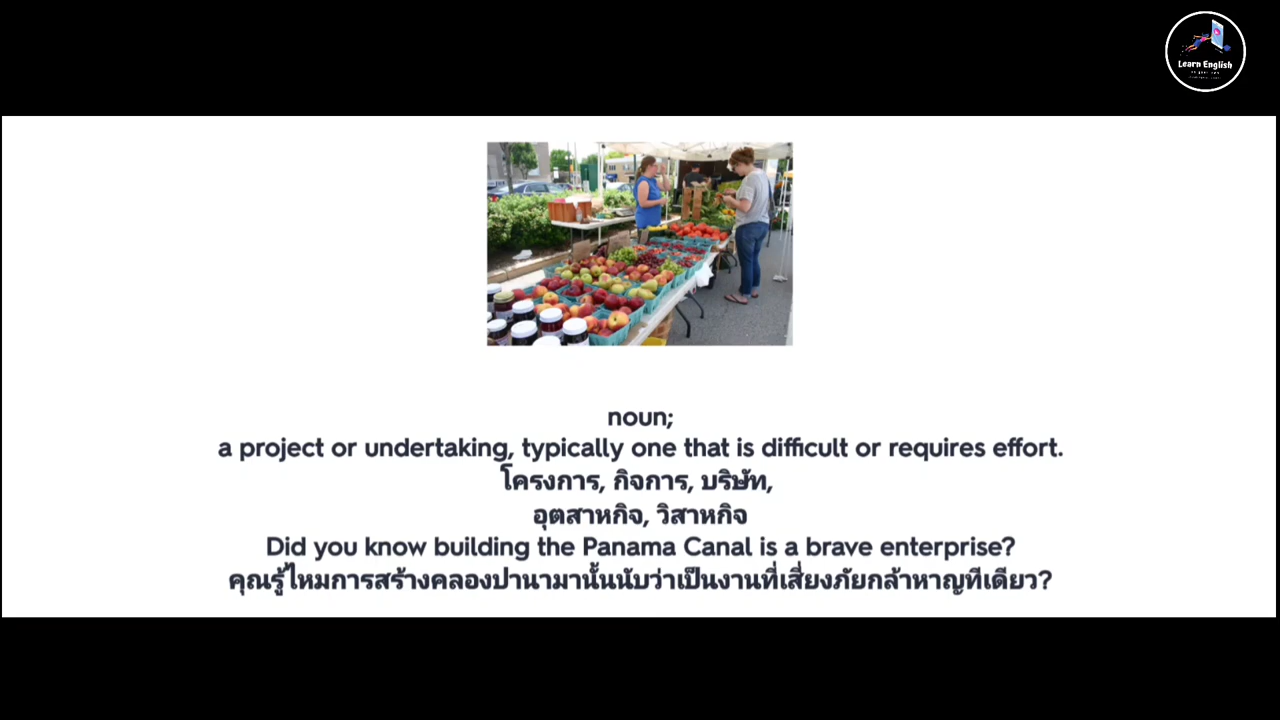 Learn English
noun;
a project or undertaking, typically one that is difficult or requires effort.
โครงการ, กิจการ, บริษัท,
อุตสาหกิจ, วิสาหกิจ
Did you know building the Panama Canal is a brave enterprise?
คุณรู้ไหมการสร้างคลองปานามานั้นนับว่าเป็นงานที่เสี่ยงภัยกล้าหาญทีเดียว?